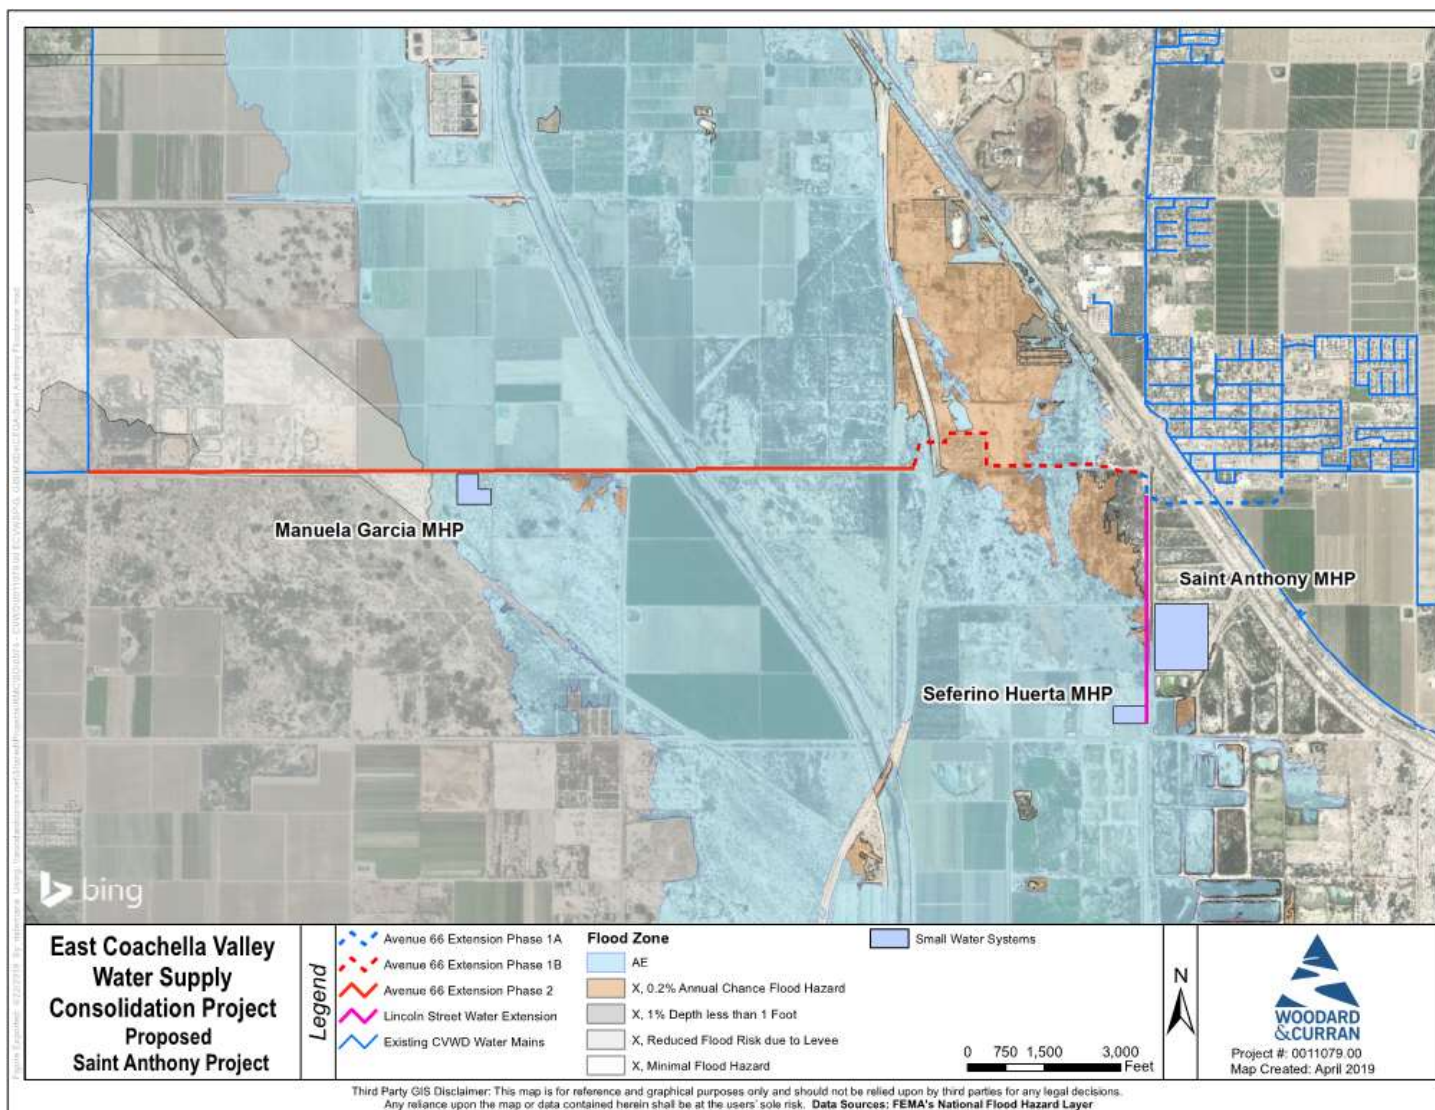 Manuela Garcia MHP
Saint Anthony MHP
Seferino Huerta MHP
bing
East Coachella Valley
Water Supply
Consolidation Project
Proposed
Saint Anthony Project
Legend
Avenue 66 Extension Phase 1A
Avenue 66 Extension Phase 1B
Avenue 66 Extension Phase 2
Lincoln Street Water Extension
Existing CVWD Water Mains
Flood Zone
AE
X, 0.2% Annual Chance Flood Hazard
X, 1% Depth less than 1 Foot
X, Reduced Flood Risk due to Levee
X, Minimal Flood Hazard
Small Water Systems
0 750 1,500 3,000
Feet
N
WOODARD
&CURRAN
Project #: 0011079.00
Map Created: April 2019
Third Party GIS Disclaimer: This map is for reference and graphical purposes only and should not be relied upon by third parties for any legal decisions.
Any reliance upon the map or data contained herein shall be at the users' sole risk. Data Sources: FEMA's National Flood Hazard Layer